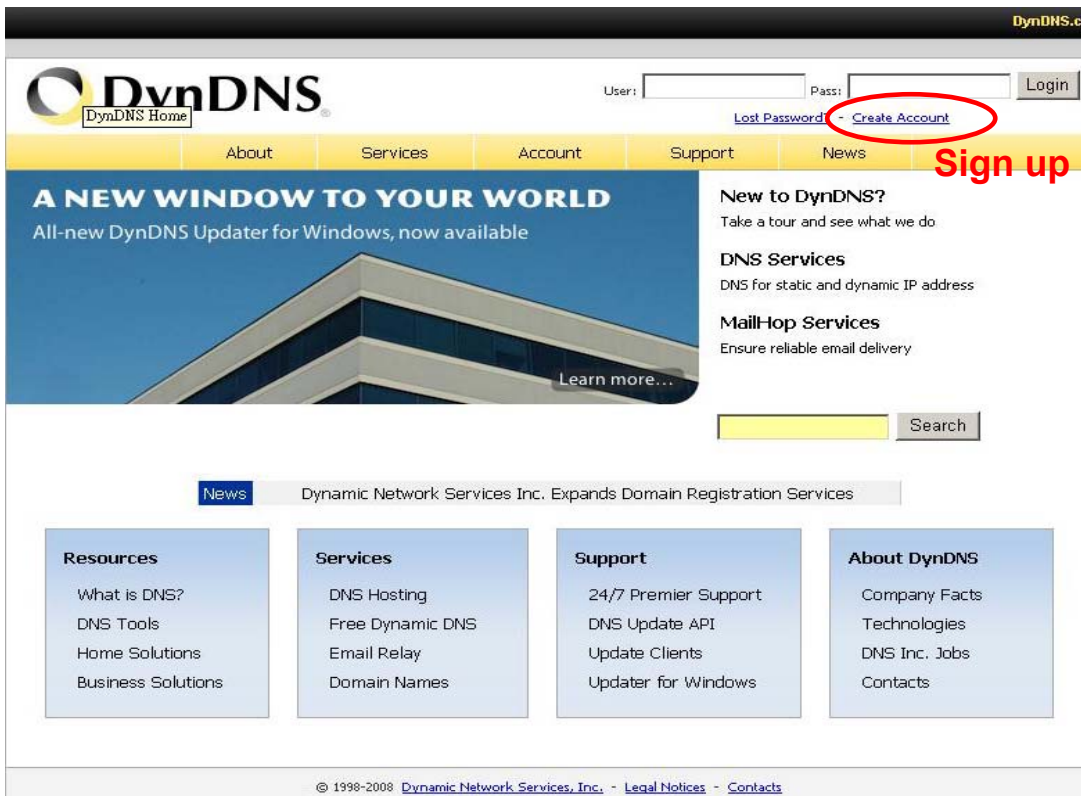 DynDNS.c
DynDNS
DynDNS Home
User:
Pass:
Login
Lost Password? - Create Account
About Services Account Support News
Sign up
A NEW WINDOW TO YOUR WORLD
All-new DynDNS Updater for Windows, now available
Learn more...
New to DynDNS?
Take a tour and see what we do
DNS Services
DNS for static and dynamic IP address
MailHop Services
Ensure reliable email delivery
Search
News Dynamic Network Services Inc. Expands Domain Registration Services
Resources
What is DNS?
DNS Tools
Home Solutions
Business Solutions
Services
DNS Hosting
Free Dynamic DNS
Email Relay
Domain Names
Support
24/7 Premier Support
DNS Update API
Update Clients
Updater for Windows
About DynDNS
Company Facts
Technologies
DNS Inc. Jobs
Contacts
© 1998-2008 Dynamic Network Services, Inc. - Legal Notices - Contacts